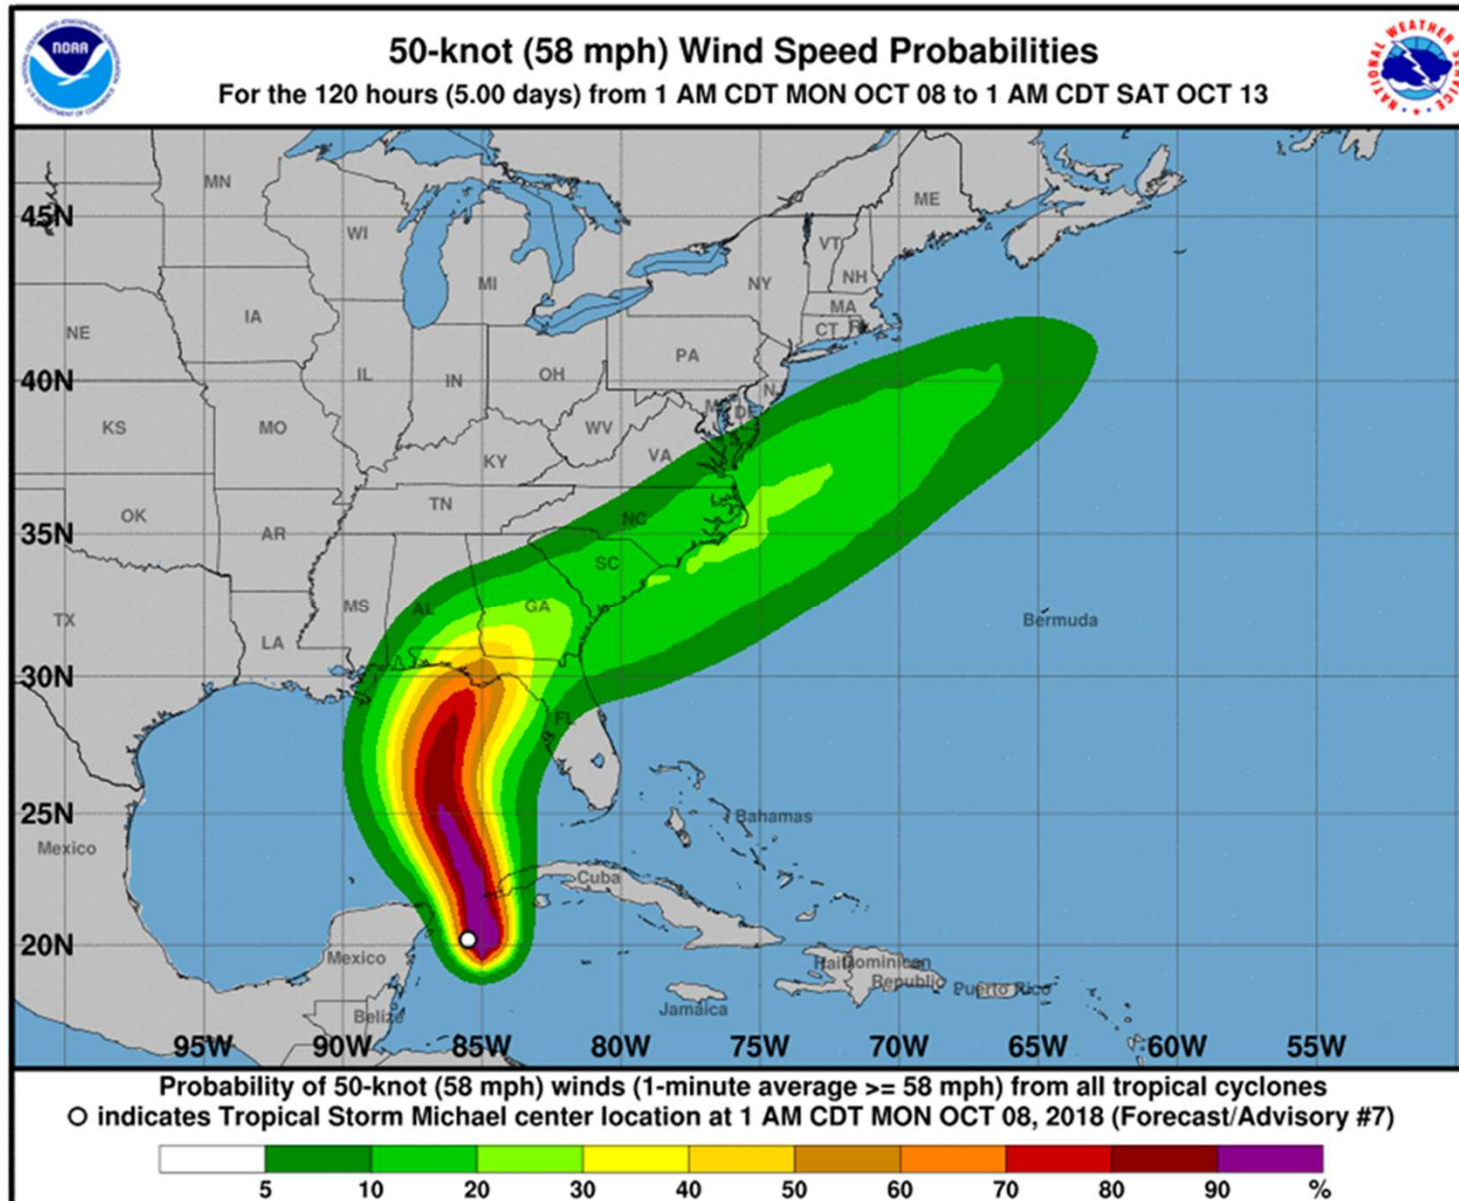 50-knot (58 mph) Wind Speed Probabilities
For the 120 hours (5.00 days) from 1 AM CDT MON OCT 08 to 1 AM CDT SAT OCT 13
NOAA
NATIONAL WEATHER SERVICE
MN
ME
45N
WI
VT
MI
NY
NH
MA
IA
CT
NE
PA
40N
IL
IN
OH
KS
MO
WV
VA
DE
KY
TN
OK
NC
35N
AR
SC
TX
MS
AL
GA
LA
Bermuda
30N
FL
25N
Bahamas
Mexico
Cuba
20N
Mexico
Haiti
Dominican
Republic
Puerto Rico
Jamaica
Belize
95W 90W 85W 80W 75W 70W 65W 60W 55W
Probability of 50-knot (58 mph) winds (1-minute average >= 58 mph) from all tropical cyclones
O indicates Tropical Storm Michael center location at 1 AM CDT MON OCT 08, 2018 (Forecast/Advisory #7)
5 10 20 30 40 50 60 70 80 90 %